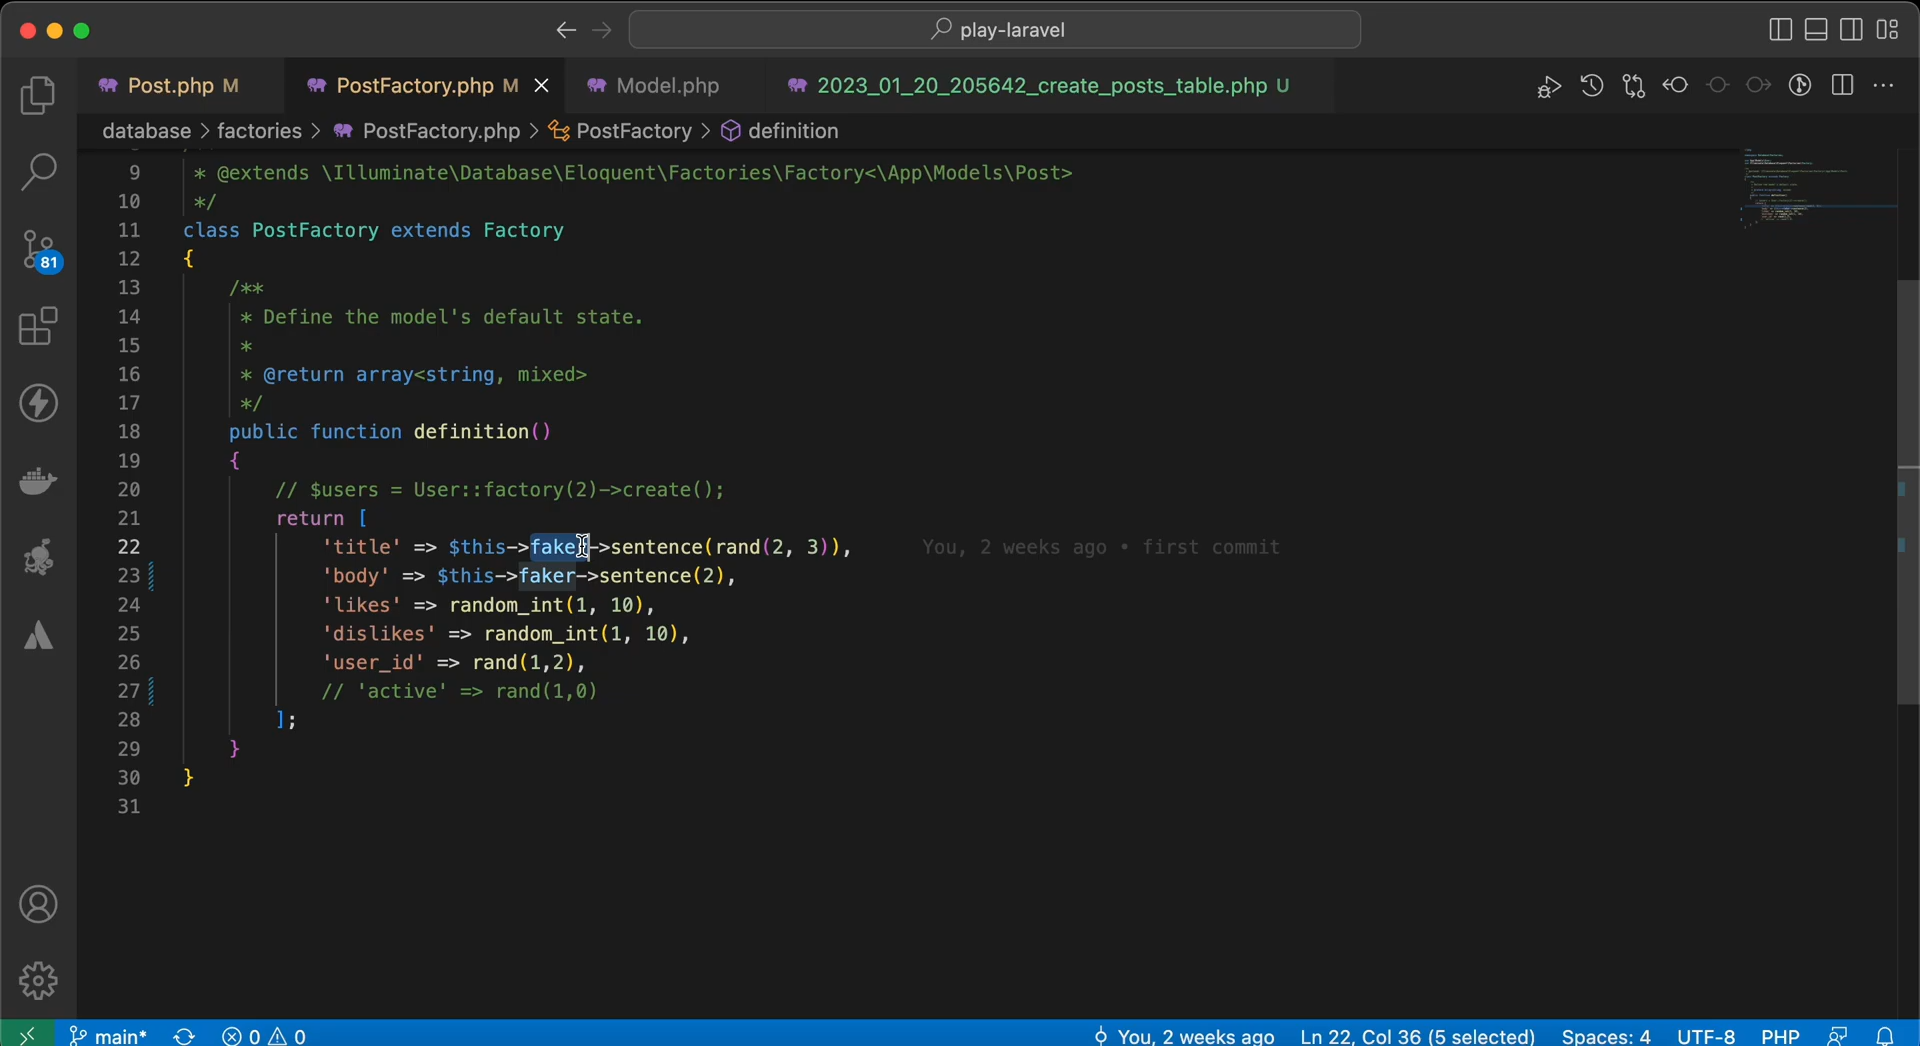 play-laravel
Post.php M
PostFactory.php M
Model.php
2023_01_20_205642_create_posts_table.php U
database > factories > PostFactory.php > PostFactory > definition
9 * @extends \Illuminate\Database\Eloquent\Factories\Factory<\App\Models\Post>
10 */
11 class PostFactory extends Factory
12 {
13 /**
14 * Define the model's default state.
15 *
16 * @return array<string, mixed>
17 */
18 public function definition()
19 {
20 // $users = User::factory(2)->create();
21 return [
22 'title' => $this->faker->sentence(rand(2, 3)), You, 2 weeks ago • first commit
23 'body' => $this->faker->sentence(2),
24 'likes' => random_int(1, 10),
25 'dislikes' => random_int(1, 10),
26 'user_id' => rand(1,2),
27 // 'active' => rand(1,0)
28 ];
29 }
30 }
31
81
main* 0 0 You, 2 weeks ago Ln 22, Col 36 (5 selected) Spaces: 4 UTF-8 PHP